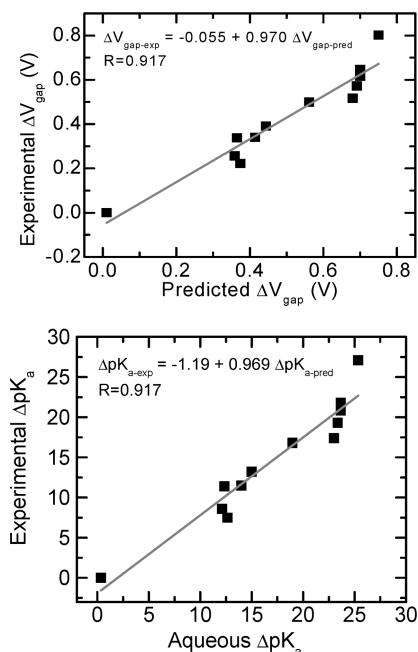 0.8
0.6
0.4
0.2
0.0
-0.2
ΔVgap-exp = -0.055 + 0.970 ΔVgap-pred
R=0.917
Experimental ΔVgap (V)
0.0 0.2 0.4 0.6 0.8
Predicted ΔVgap (V)
30
25
20
15
10
5
0
ΔpKa-exp = -1.19 + 0.969 ΔpKa-pred
R=0.917
Experimental ΔpKa
0 5 10 15 20 25 30
Aqueous ΔpKa